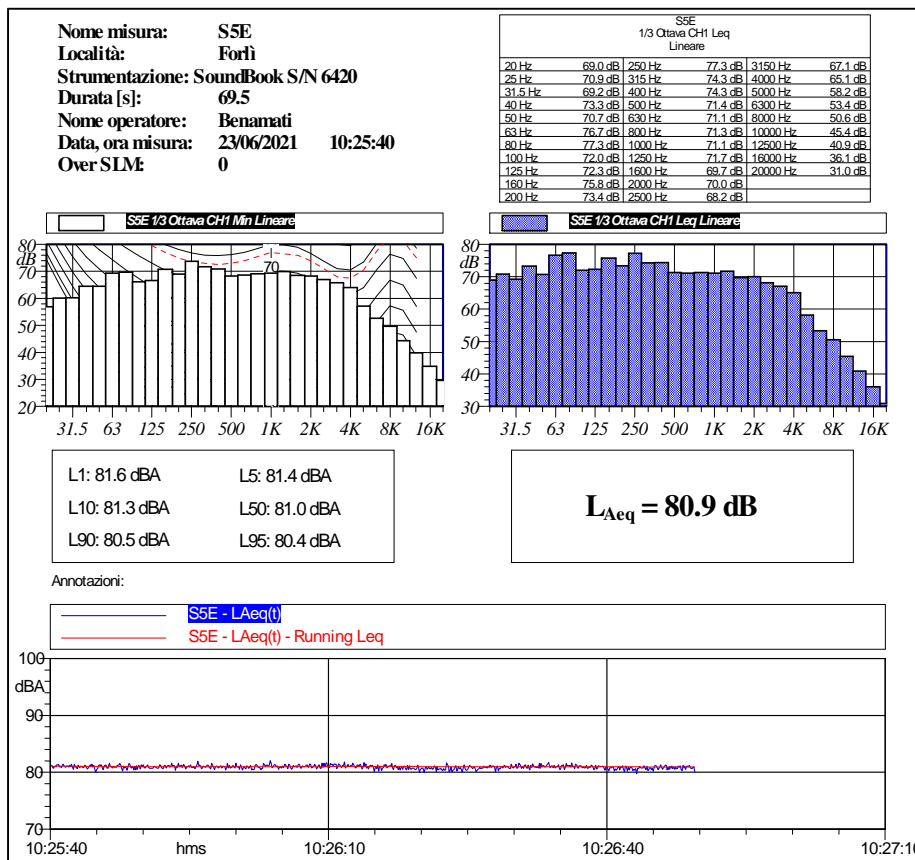 Nome misura: S5E
Località: Forlì
Strumentazione: SoundBook S/N 6420
Durata [s]: 69.5
Nome operatore: Benamati
Data, ora misura: 23/06/2021 10:25:40
Over SLM: 0
S5E
1/3 Ottava CH1 Leq
Lineare
20 Hz 69.0 dB 250 Hz 77.3 dB 3150 Hz 67.1 dB
25 Hz 70.9 dB 315 Hz 74.3 dB 4000 Hz 65.1 dB
31.5 Hz 69.2 dB 400 Hz 74.3 dB 5000 Hz 58.2 dB
40 Hz 73.3 dB 500 Hz 71.4 dB 6300 Hz 53.4 dB
50 Hz 70.7 dB 630 Hz 71.1 dB 8000 Hz 50.6 dB
63 Hz 76.7 dB 800 Hz 71.3 dB 10000 Hz 45.4 dB
80 Hz 77.3 dB 1000 Hz 71.1 dB 12500 Hz 40.9 dB
100 Hz 72.0 dB 1250 Hz 71.7 dB 16000 Hz 36.1 dB
125 Hz 72.3 dB 1600 Hz 69.7 dB 20000 Hz 31.0 dB
160 Hz 75.8 dB 2000 Hz 70.0 dB
200 Hz 73.4 dB 2500 Hz 68.2 dB
S5E 1/3 Ottava CH1 Min Lineare
80
dB
70
60
50
40
30
20
70
31.5 63 125 250 500 1K 2K 4K 8K 16K
S5E 1/3 Ottava CH1 Leq Lineare
80
dB
70
60
50
40
30
31.5 63 125 250 500 1K 2K 4K 8K 16K
L1: 81.6 dBA L5: 81.4 dBA
L10: 81.3 dBA L50: 81.0 dBA
L90: 80.5 dBA L95: 80.4 dBA
LAeq = 80.9 dB
Annotazioni:
S5E - LAeq(t)
S5E - LAeq(t) - Running Leq
100
dBA
90
80
70
10:25:40 hms 10:26:10 10:26:40 10:27:10